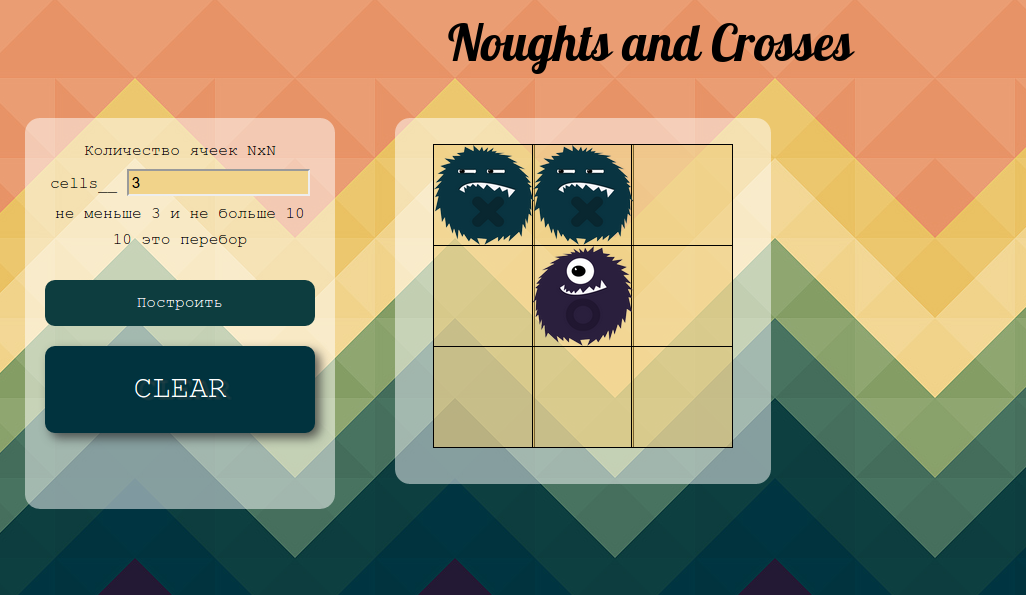 Noughts and Crosses
Количество ячеек NxN
cells__ 3
не меньше 3 и не больше 10
10 это перебор
Построить
CLEAR